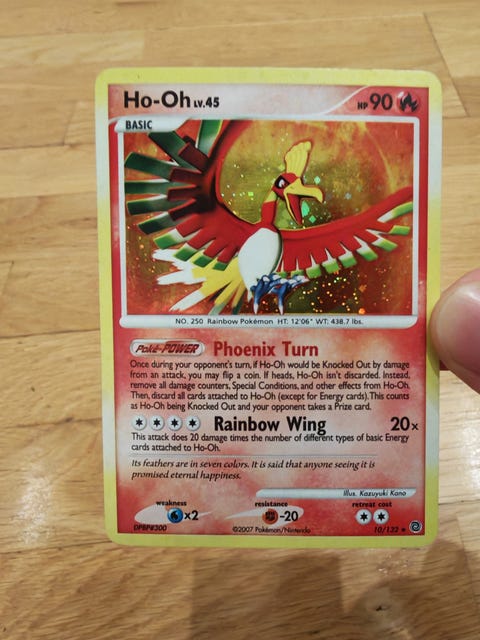 Ho-Oh LV.45 HP 90
BASIC
NO. 250 Rainbow Pokémon HT: 12'06" WT: 438.7 lbs.
Poké-POWER Phoenix Turn
Once during your opponent's turn, if Ho-Oh would be Knocked Out by damage
from an attack, you may flip a coin. If heads, Ho-Oh isn't discarded. Instead,
remove all damage counters, Special Conditions, and other effects from Ho-Oh.
Then, discard all cards attached to Ho-Oh (except for Energy cards). This counts
as Ho-Oh being Knocked Out and your opponent takes a Prize card.
Rainbow Wing 20×
This attack does 20 damage times the number of different types of basic Energy
cards attached to Ho-Oh.
Its feathers are in seven colors. It is said that anyone seeing it is
promised eternal happiness.
Illus. Kazuyuki Kano
weakness resistance retreat cost
×2 -20
DPBP#300 ©2007 Pokémon/Nintendo 10/132 ★